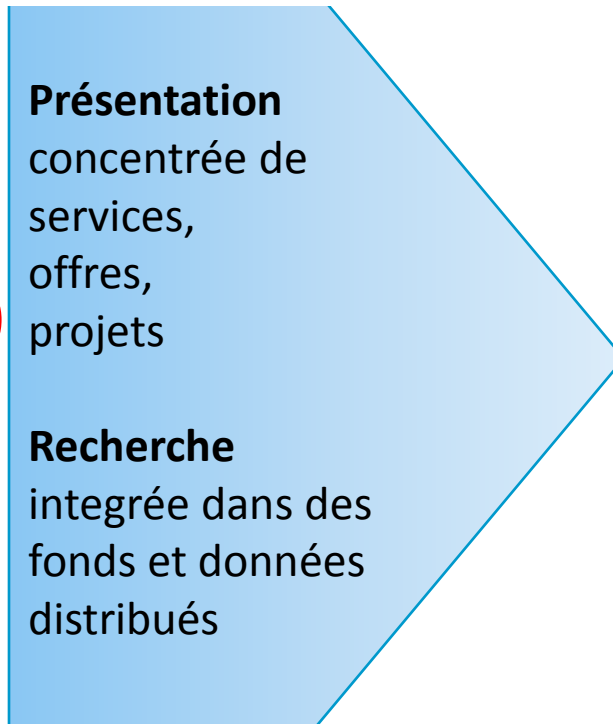 Présentation
concentrée de
services,
offres,
projets
Recherche
integrée dans des
fonds et données
distribués